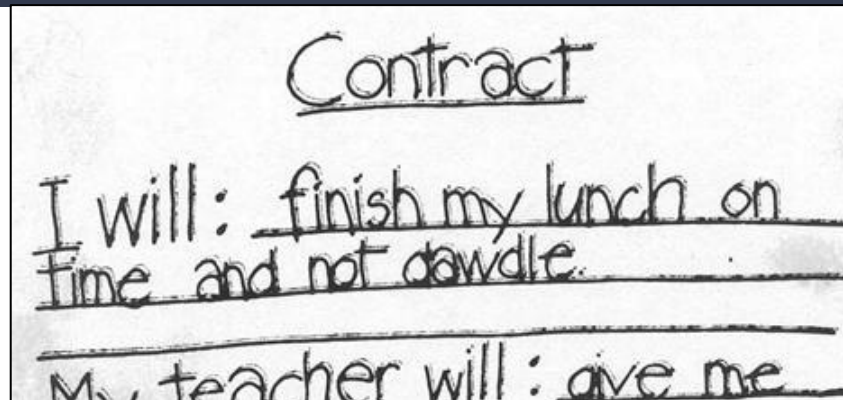 Contract
I will: finish my lunch on
time and not dawdle.
My teacher will: give me